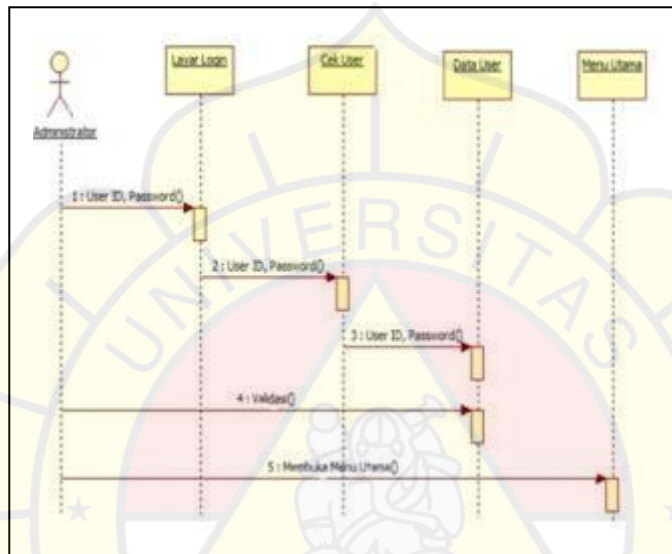 Layar Login
Cek User
Data User
Menu Utama
Administrator
1 : User ID, Password()
2 : User ID, Password()
3 : User ID, Password()
4 : Validasi()
5 : Membuka Menu Utama()
UNIVERSITAS